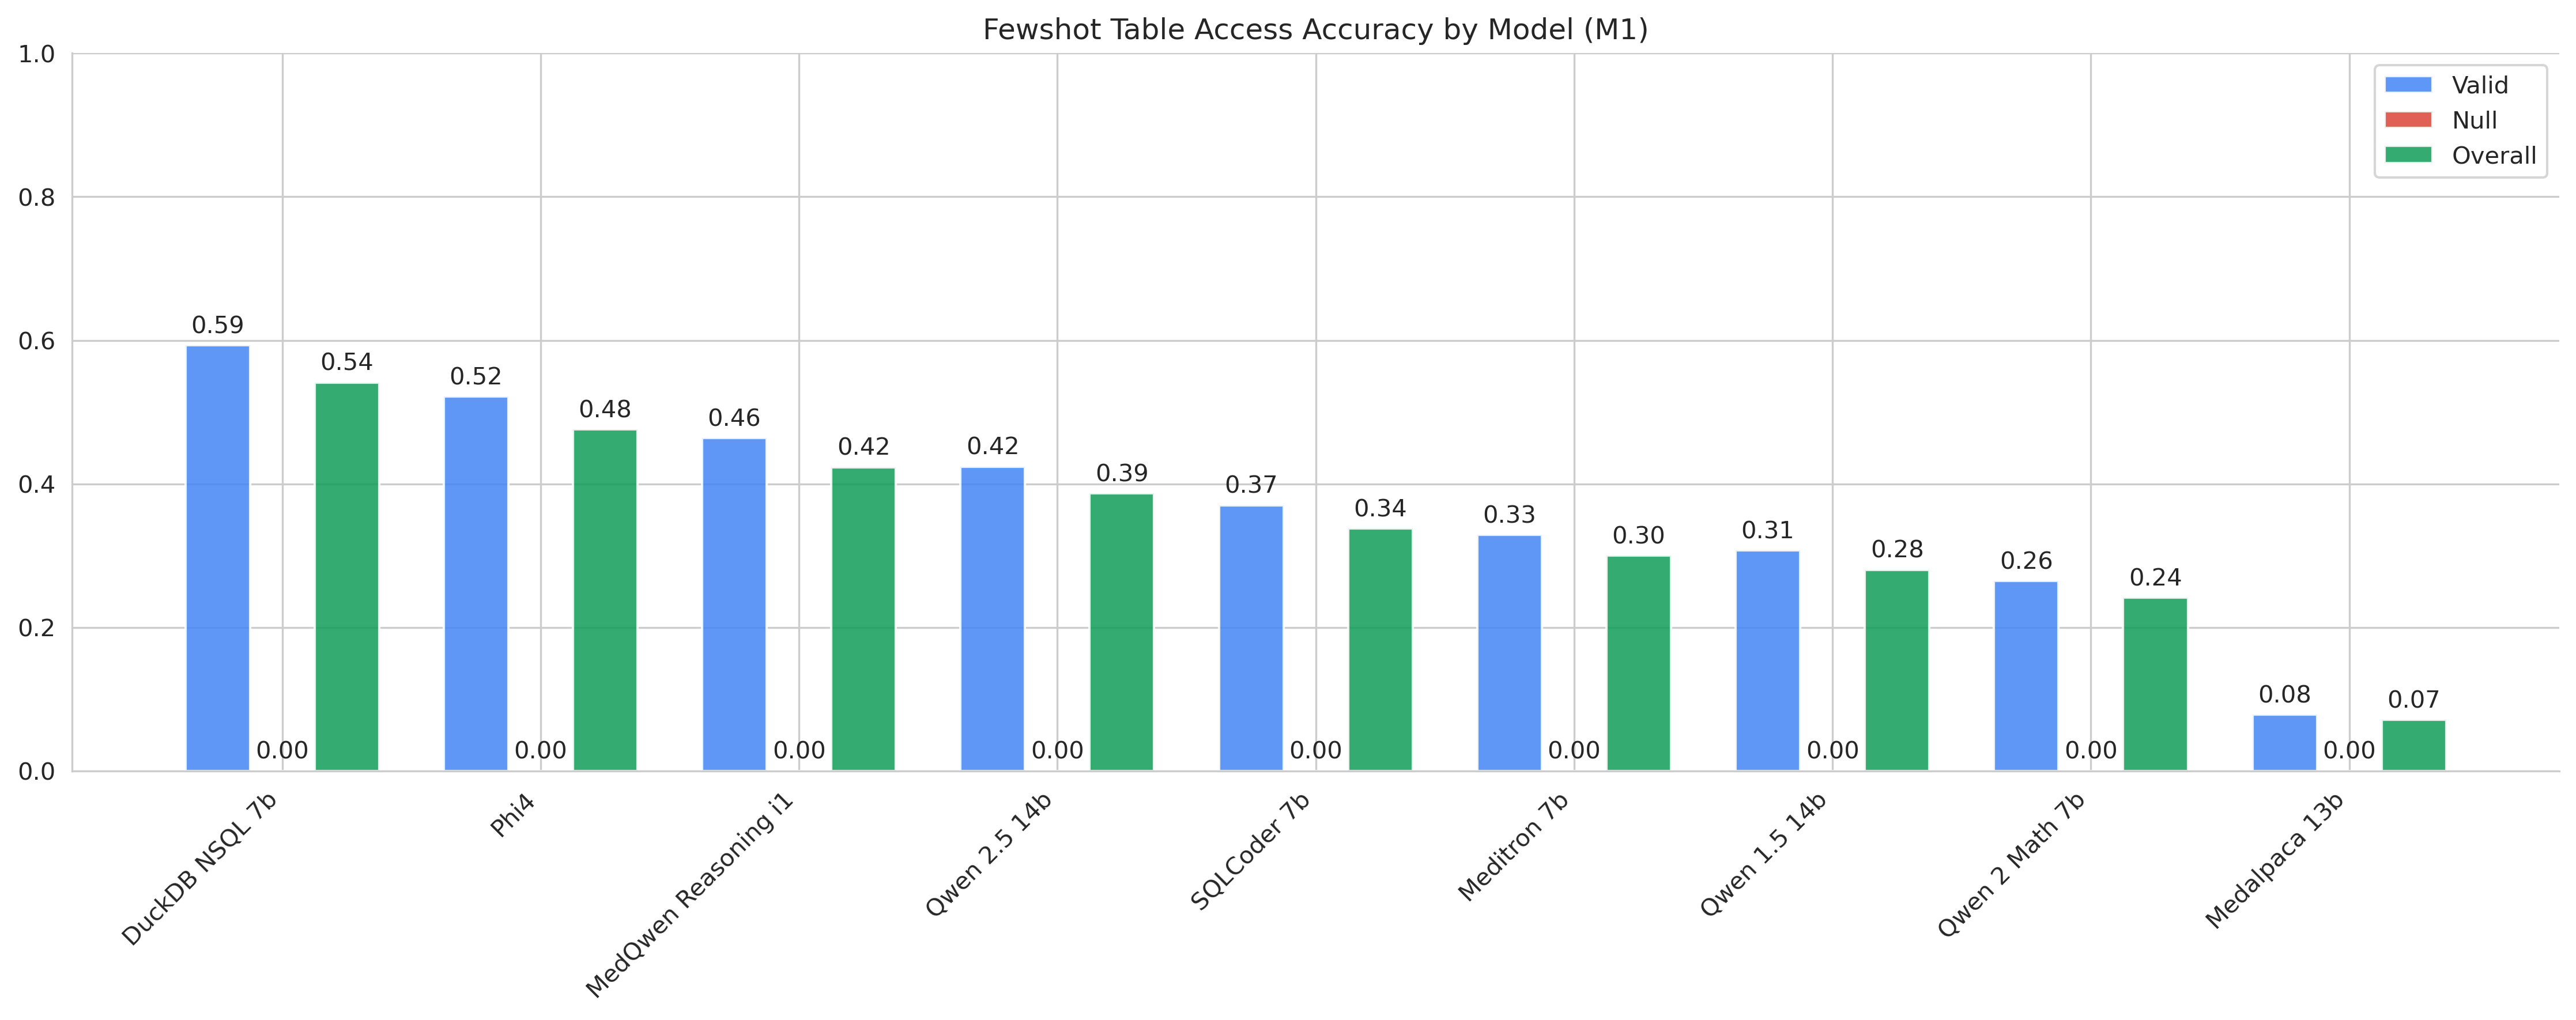 Fewshot Table Access Accuracy by Model (M1)
Valid
Null
Overall
1.0
0.8
0.6
0.4
0.2
0.0
0.59
0.00
0.54
0.52
0.00
0.48
0.46
0.00
0.42
0.42
0.00
0.39
0.37
0.00
0.34
0.33
0.00
0.30
0.31
0.00
0.28
0.26
0.00
0.24
0.08
0.00
0.07
DuckDB NSQL 7b
Phi4
MedQwen Reasoning i1
Qwen 2.5 14b
SQLCoder 7b
Meditron 7b
Qwen 1.5 14b
Qwen 2 Math 7b
Medalpaca 13b